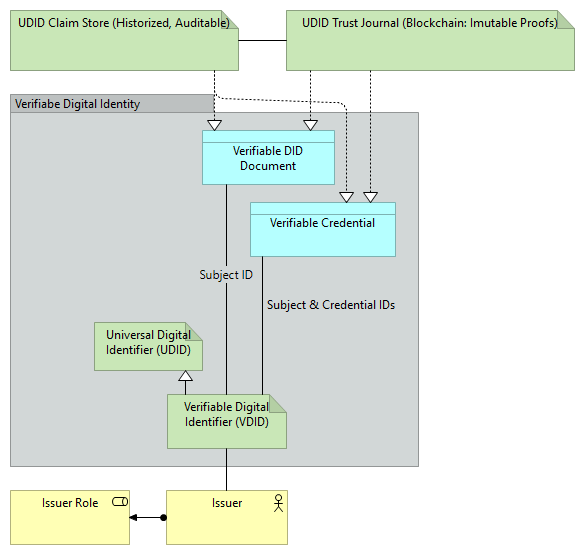 UDID Claim Store (Historized, Auditable)
UDID Trust Journal (Blockchain: Imutable Proofs)
Verifiabe Digital Identity
Verifiable DID
Document
Verifiable Credential
Subject ID
Subject & Credential IDs
Universal Digital
Identifier (UDID)
Verifiable Digital
Identifier (VDID)
Issuer Role
Issuer